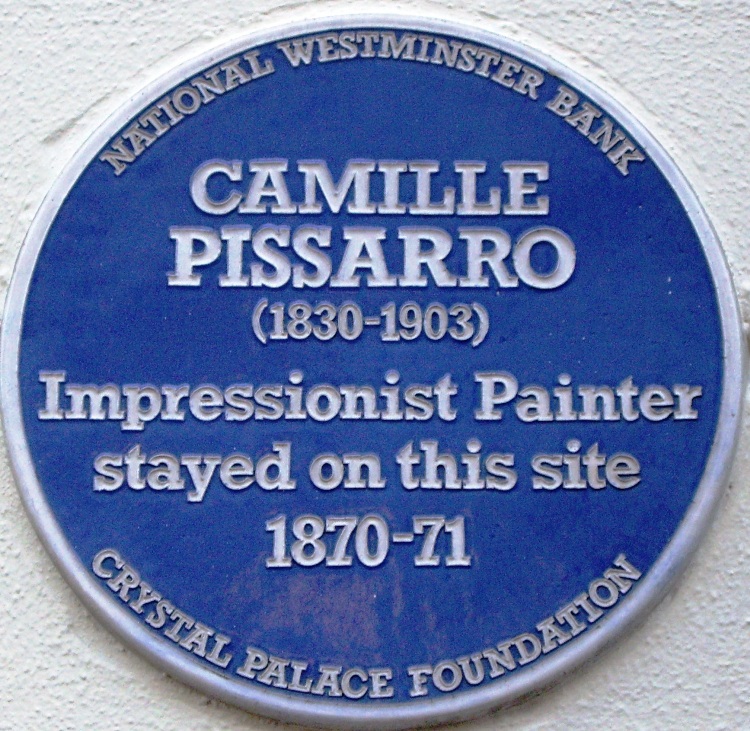 NATIONAL WESTMINSTER BANK
CAMILLE
PISSARRO
(1830-1903)
Impressionist Painter
stayed on this site
1870-71
CRYSTAL PALACE FOUNDATION